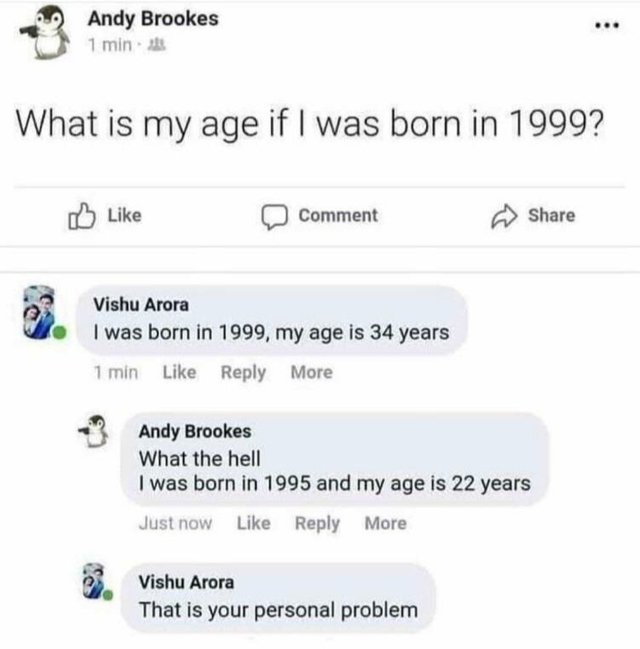 Andy Brookes
1 min ·
What is my age if I was born in 1999?
Like Comment Share
Vishu Arora
I was born in 1999, my age is 34 years
1 min Like Reply More
Andy Brookes
What the hell
I was born in 1995 and my age is 22 years
Just now Like Reply More
Vishu Arora
That is your personal problem